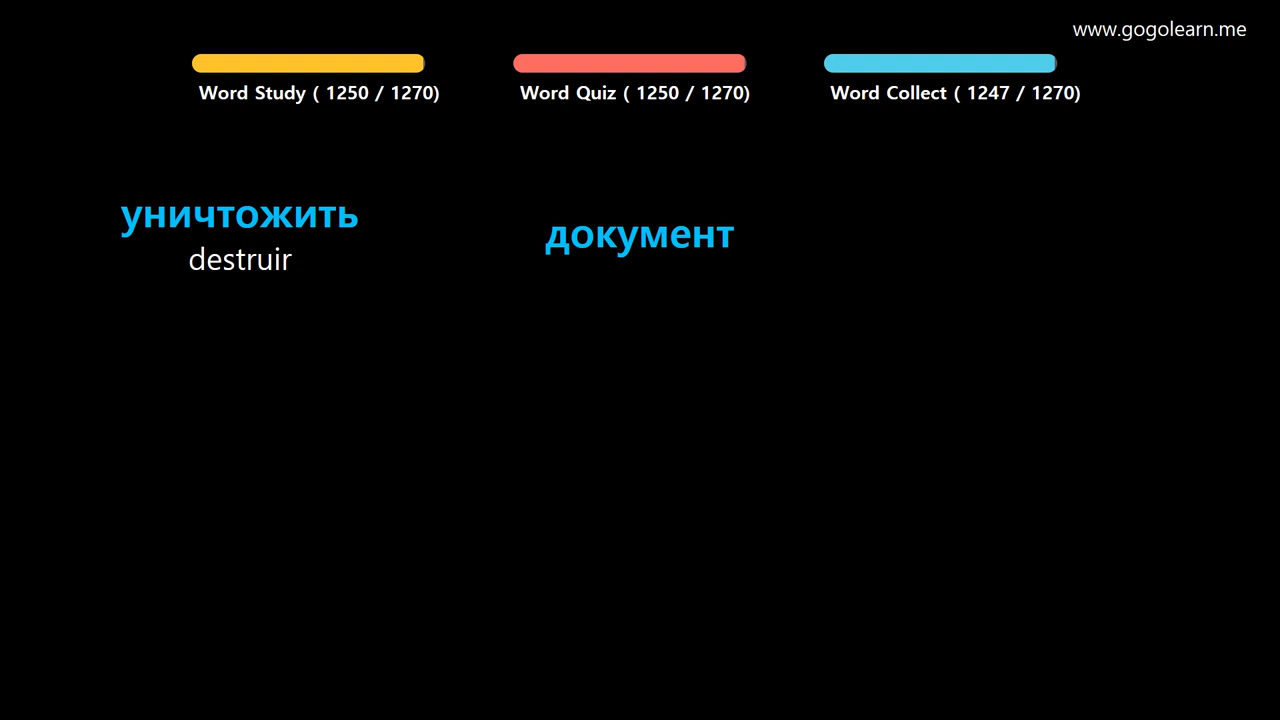 www.gogolearn.me
Word Study ( 1250 / 1270)
Word Quiz ( 1250 / 1270)
Word Collect ( 1247 / 1270)
уничтожить
destruir
документ